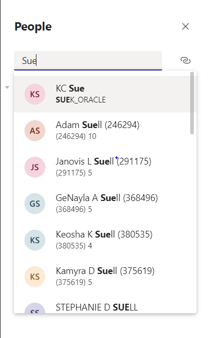 People
Sue
KS
KC Sue
SUEK_ORACLE
AS
Adam Suell (246294)
(246294) 10
JS
Janovis L Suell (291175)
(291175) 5
GS
GeNayla A Suell (368496)
(368496) 5
KS
Keosha K Suell (380535)
(380535) 4
KS
Kamyra D Suell (375619)
(375619) 5
SS
STEPHANIE D SUELL